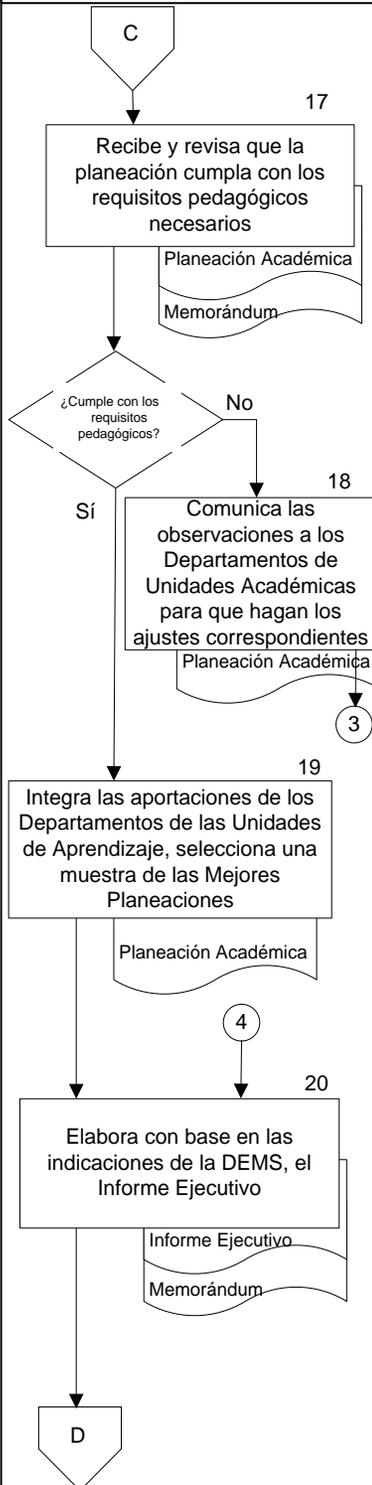 C
17
Recibe y revisa que la
planeación cumpla con los
requisitos pedagógicos
necesarios
Planeación Académica
Memorándum
¿Cumple con los
requisitos
pedagógicos?
No
Sí
18
Comunica las
observaciones a los
Departamentos de
Unidades Académicas
para que hagan los
ajustes correspondientes
Planeación Académica
3
19
Integra las aportaciones de los
Departamentos de las Unidades
de Aprendizaje, selecciona una
muestra de las Mejores
Planeaciones
Planeación Académica
4
20
Elabora con base en las
indicaciones de la DEMS, el
Informe Ejecutivo
Informe Ejecutivo
Memorándum
D